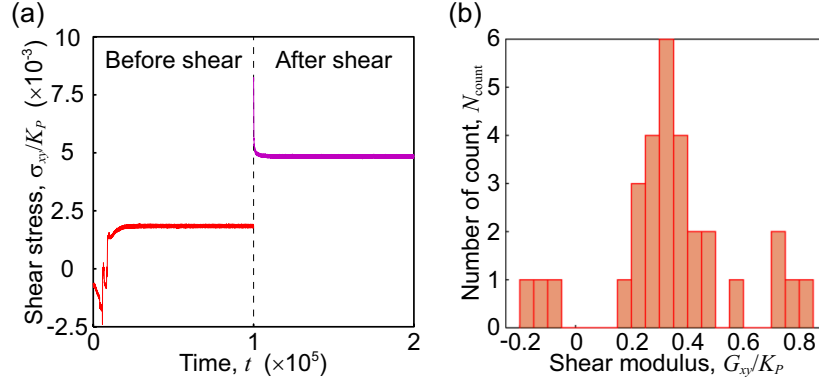 (a)
Shear stress, σxy/KP (×10-3)
10
7.5
5
2.5
0
-2.5
Before shear
After shear
0
1
2
Time, t (×10^5)
(b)
Number of count, Ncount
6
5
4
3
2
1
0
-0.2
0
0.2
0.4
0.6
0.8
Shear modulus, Gxy/KP